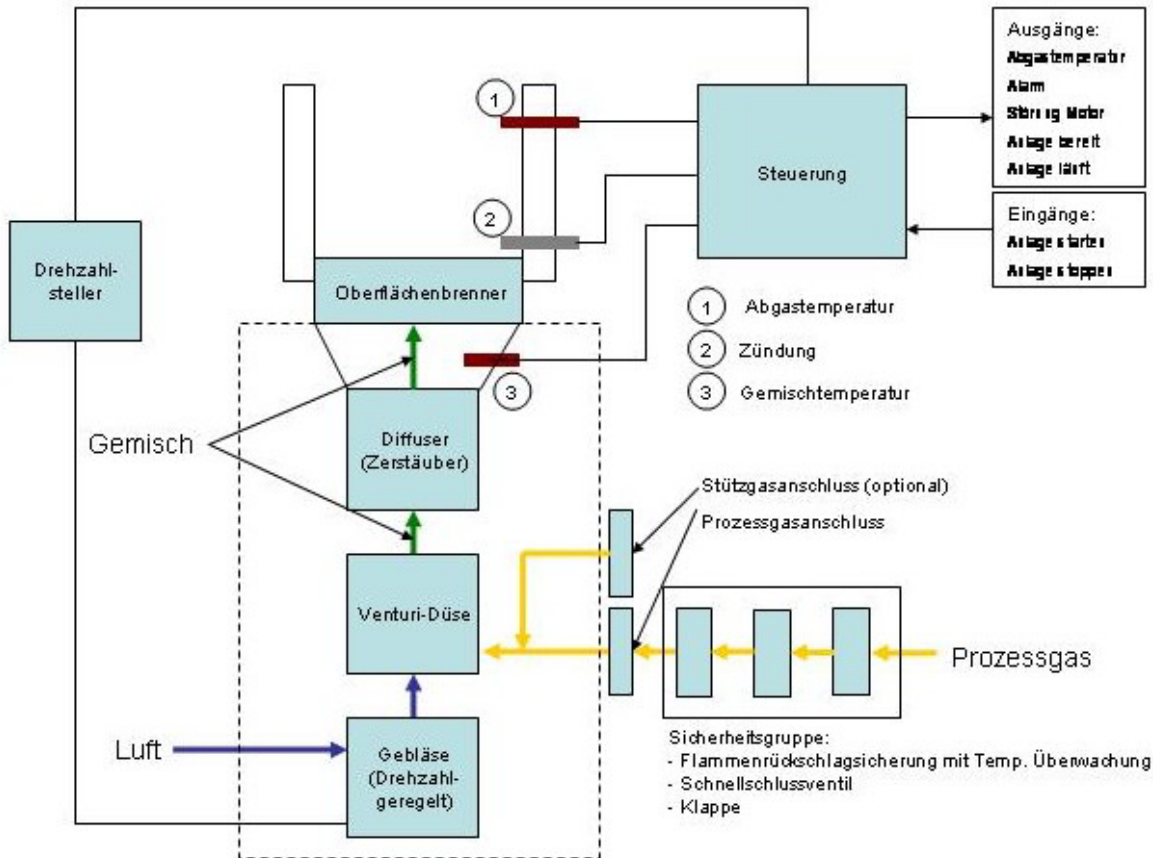 Ausgänge:
Abgastemperatur
Alarm
Störung Motor
Anlage bereit
Anlage läuft
1
Steuerung
2
Eingänge:
Anlage starten
Anlage stoppen
Drehzahl-
steller
Oberflächenbrenner
1 Abgastemperatur
2 Zündung
3 Gemischtemperatur
3
Gemisch
Diffuser
(Zerstäuber)
Stützgasanschluss (optional)
Prozessgasanschluss
Venturi-Düse
Prozessgas
Luft
Gebläse
(Drehzahl-
geregelt)
Sicherheitsgruppe:
- Flammenrückschlagsicherung mit Temp. Überwachung
- Schnellschlussventil
- Klappe